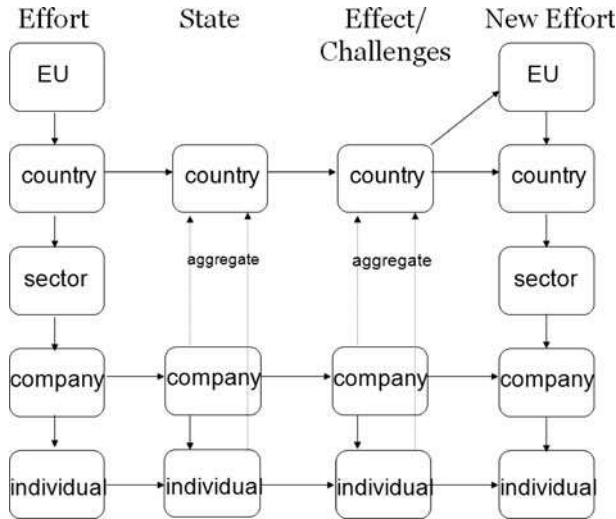 Effort State Effect/ New Effort
Challenges
EU EU
country country country country
aggregate aggregate
sector sector
company company company company
individual individual individual individual